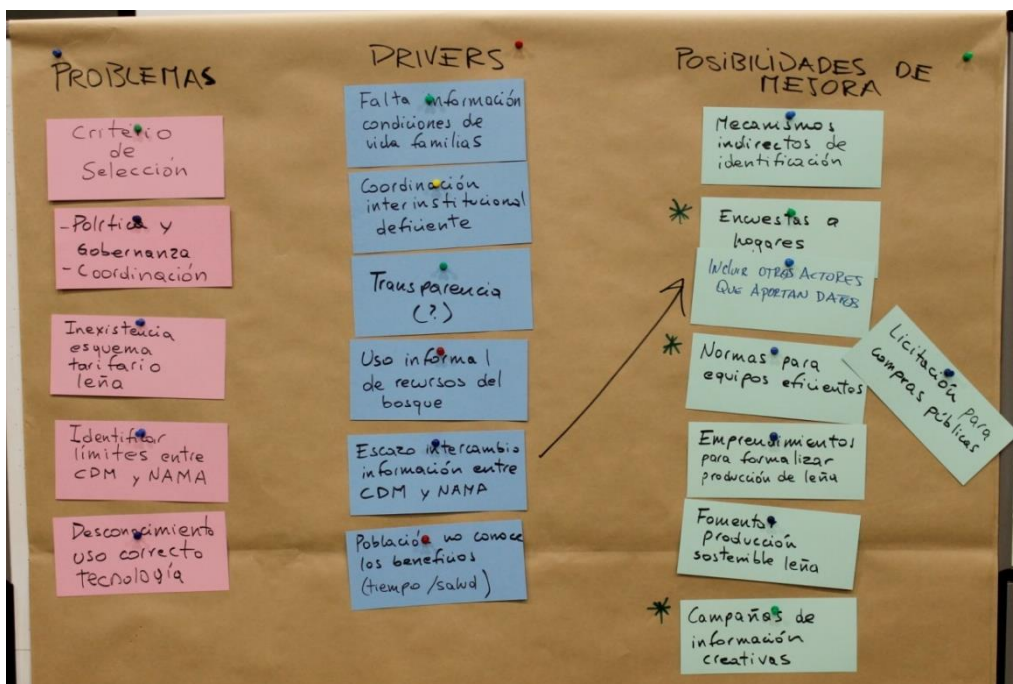 PROBLEMAS
Criterio
de
Selección
- Política y
Gobernanza
- Coordinación
Inexistencia
esquema
tarifario
leña
Identificar
límites entre
CDM y NAMA
Desconocimiento
uso correcto
tecnología
DRIVERS
Falta información
condiciones de
vida familias
Coordinación
interinstitucional
deficiente
Transparencia
(?)
Uso informal
de recursos del
bosque
Escazo intercambio
información entre
CDM y NAMA
Población no conoce
los beneficios
(tiempo/salud)
POSIBILIDADES DE
MEJORA
Mecanismos
indirectos de
identificación
* Encuestas a
hogares
INCLUIR OTROS ACTORES
QUE APORTAN DATOS
* Normas para
equipos eficientes
Licitación para
compras públicas
Emprendimientos
para formalizar
producción de leña
Fomento
producción
sostenible leña
* Campañas de
información
creativas